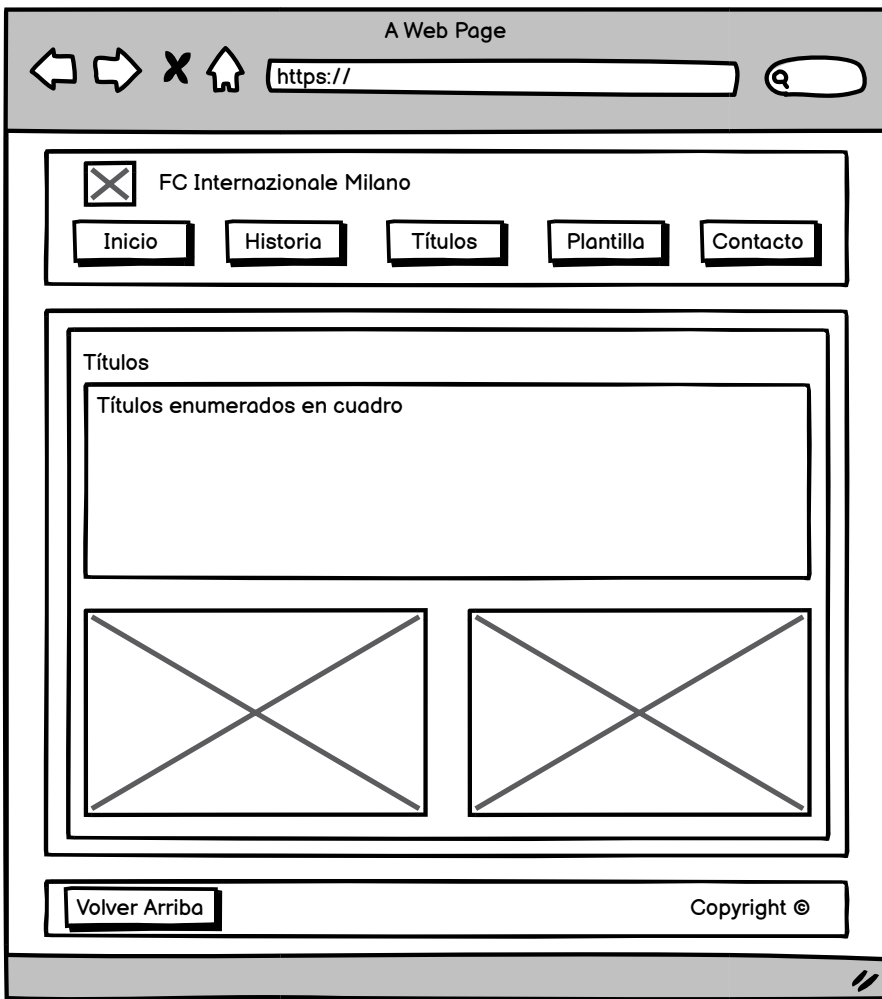 A Web Page
https://
FC Internazionale Milano
Inicio Historia Títulos Plantilla Contacto
Títulos
Títulos enumerados en cuadro
Volver Arriba Copyright ©